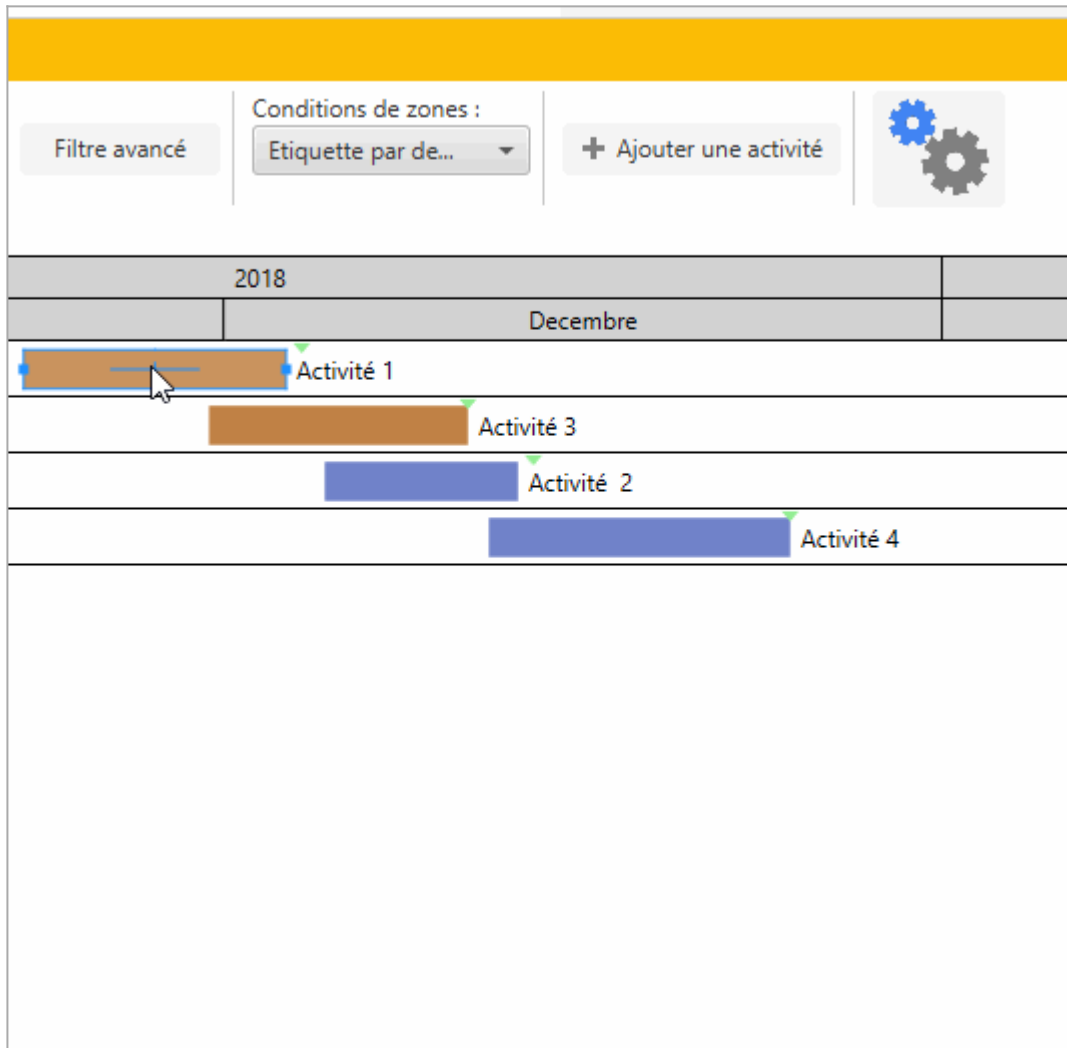 Conditions de zones :
Filtre avancé
Etiquette par de...
Ajouter une activité
2018
Decembre
Activité 1
Activité 3
Activité  2
Activité 4